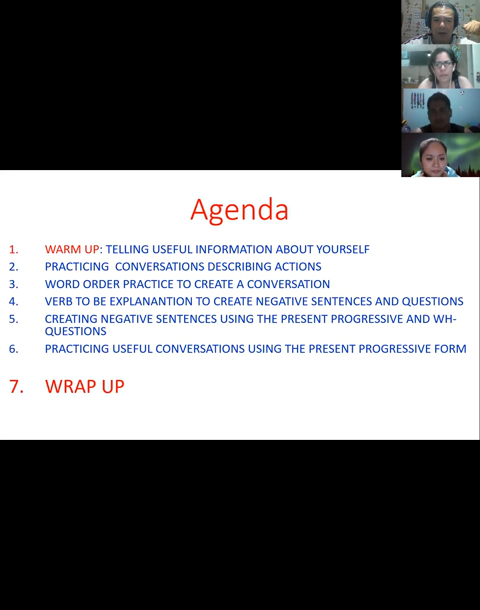 Agenda
1. WARM UP: TELLING USEFUL INFORMATION ABOUT YOURSELF
2. PRACTICING CONVERSATIONS DESCRIBING ACTIONS
3. WORD ORDER PRACTICE TO CREATE A CONVERSATION
4. VERB TO BE EXPLANANTION TO CREATE NEGATIVE SENTENCES AND QUESTIONS
5. CREATING NEGATIVE SENTENCES USING THE PRESENT PROGRESSIVE AND WH-
QUESTIONS
6. PRACTICING USEFUL CONVERSATIONS USING THE PRESENT PROGRESSIVE FORM
7. WRAP UP